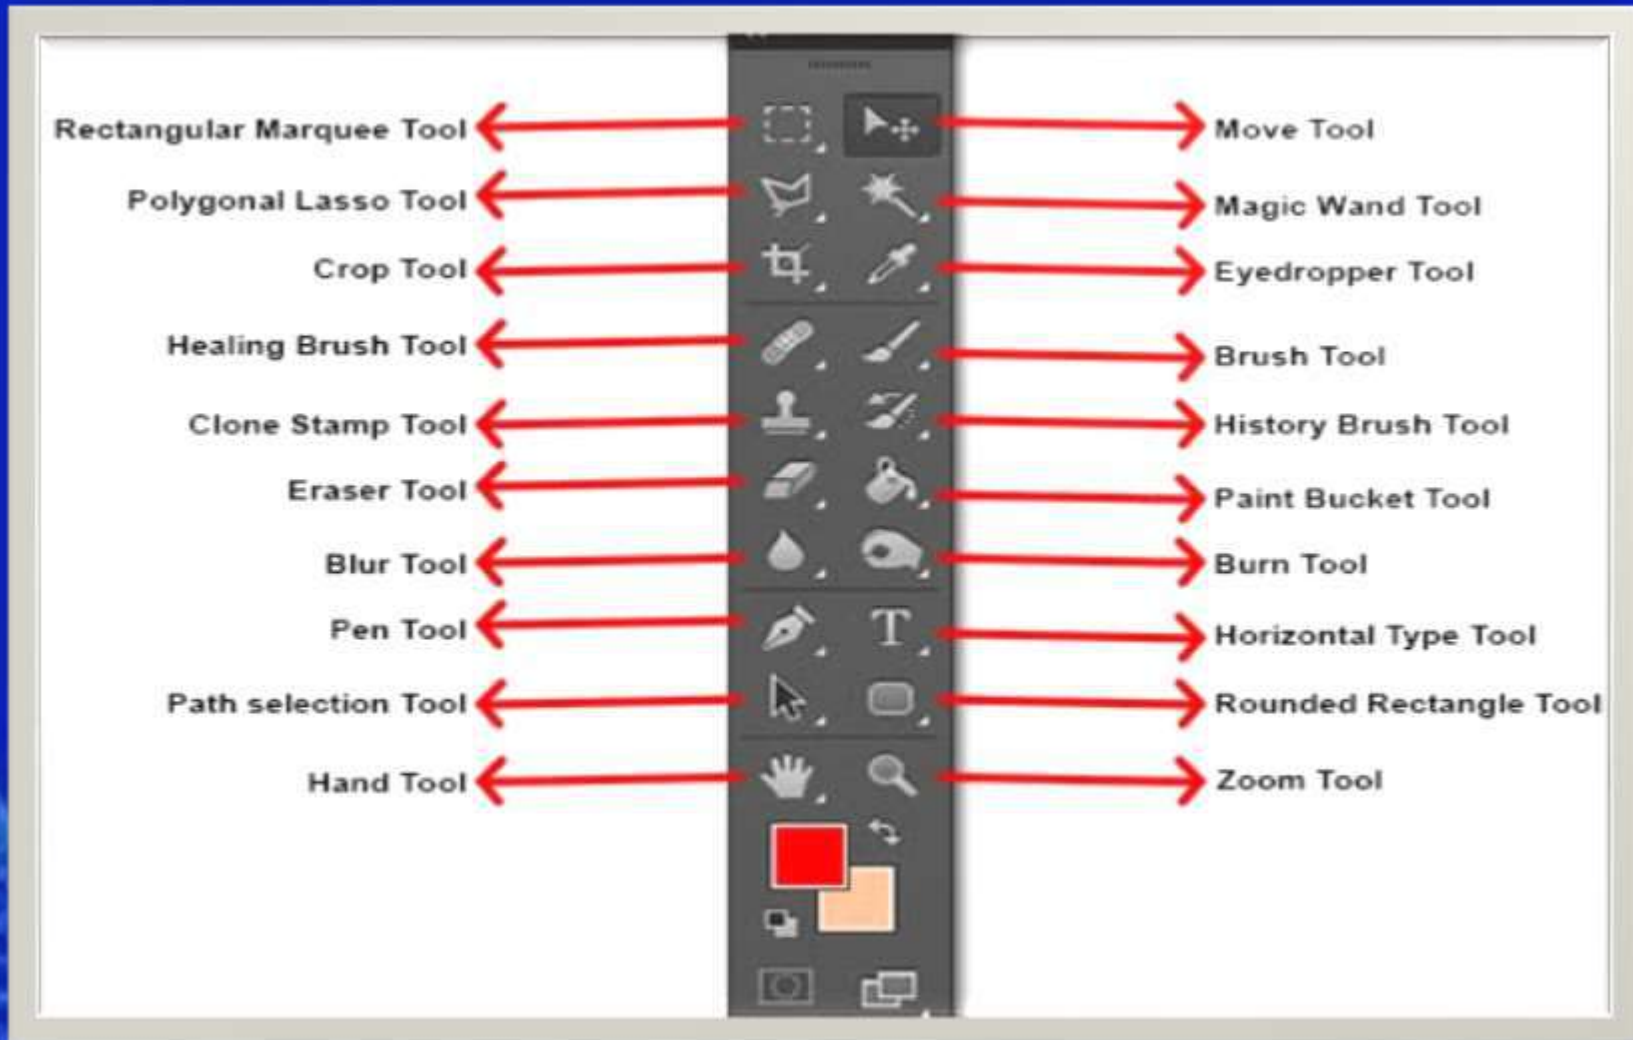 Rectangular Marquee Tool
Move Tool
Polygonal Lasso Tool
Magic Wand Tool
Crop Tool
Eyedropper Tool
Healing Brush Tool
Brush Tool
Clone Stamp Tool
History Brush Tool
Eraser Tool
Paint Bucket Tool
Blur Tool
Burn Tool
Pen Tool
Horizontal Type Tool
Path selection Tool
Rounded Rectangle Tool
Hand Tool
Zoom Tool